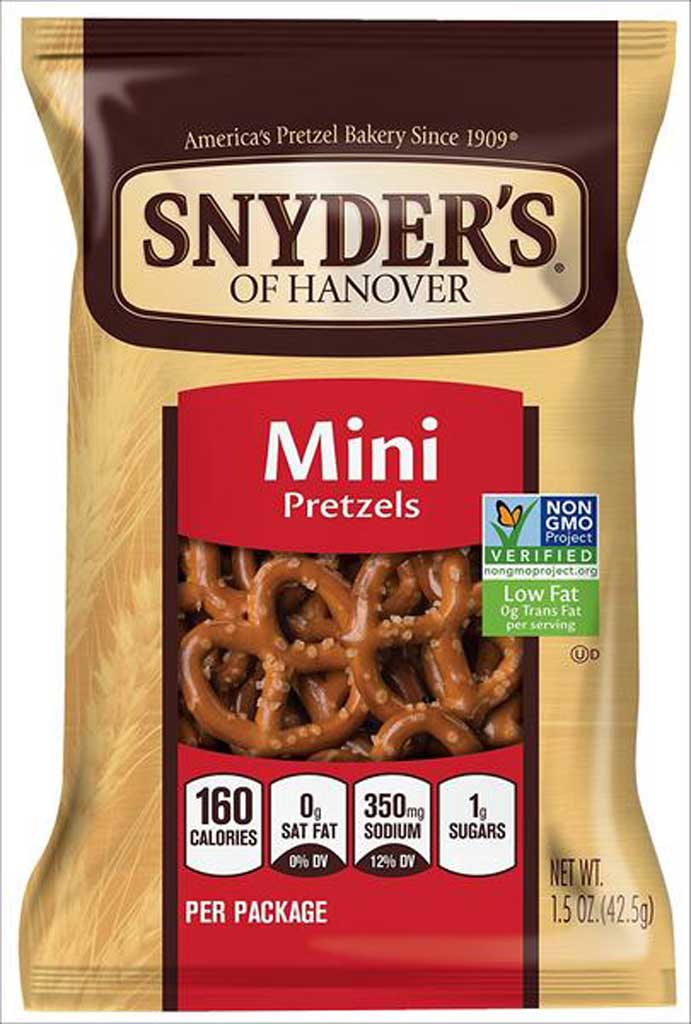 America's Pretzel Bakery Since 1909®
SNYDER'S®
OF HANOVER
Mini
Pretzels
NON
GMO
Project
VERIFIED
nongmoproject.org
Low Fat
0g Trans Fat
per serving
U D
160
CALORIES
0g
SAT FAT
0% DV
350mg
SODIUM
12% DV
1g
SUGARS
PER PACKAGE
NET WT.
1.5 OZ.(42.5g)